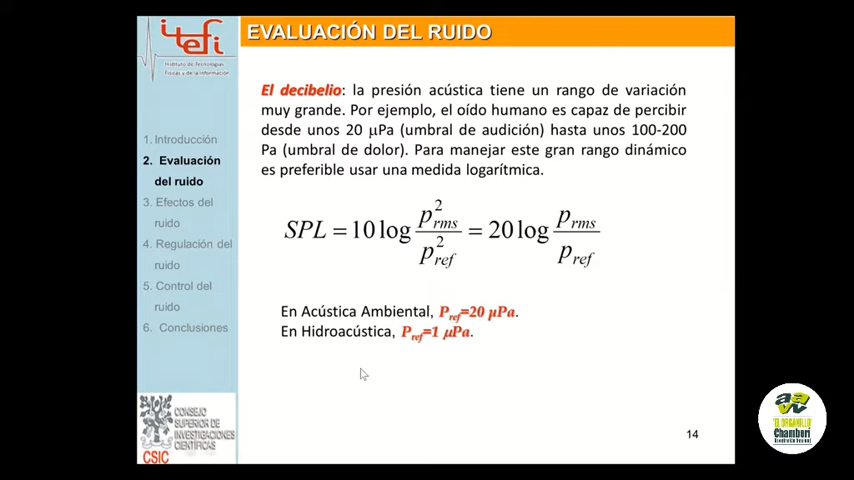 itefi
Instituto de Tecnologías
Físicas y de la Información
EVALUACIÓN DEL RUIDO
1. Introducción
2. Evaluación
del ruido
3. Efectos del
ruido
4. Regulación del
ruido
5. Control del
ruido
6. Conclusiones
El decibelio: la presión acústica tiene un rango de variación
muy grande. Por ejemplo, el oído humano es capaz de percibir
desde unos 20 μPa (umbral de audición) hasta unos 100-200
Pa (umbral de dolor). Para manejar este gran rango dinámico
es preferible usar una medida logarítmica.
SPL = 10 log p²rms / p²ref = 20 log prms / pref
En Acústica Ambiental, Pref=20 μPa.
En Hidroacústica, Pref=1 μPa.
CONSEJO
SUPERIOR DE
INVESTIGACIONES
CIENTÍFICAS
CSIC
14
"EL ORGANILLO"
Chamberí